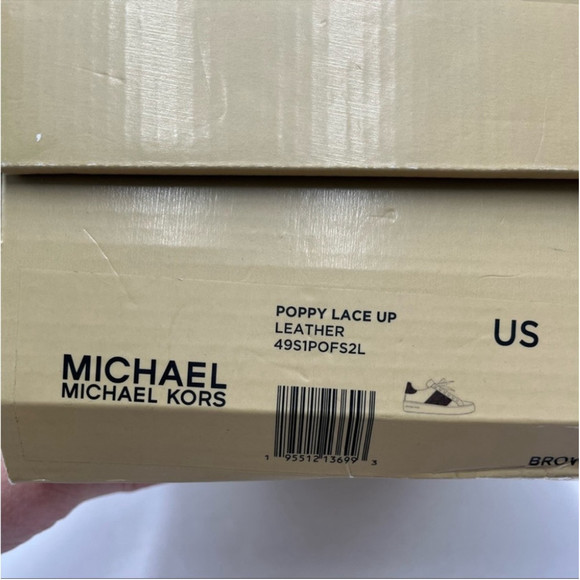 POPPY LACE UP
LEATHER
49S1POFS2L
US
MICHAEL
MICHAEL KORS
1 95512 13699 3